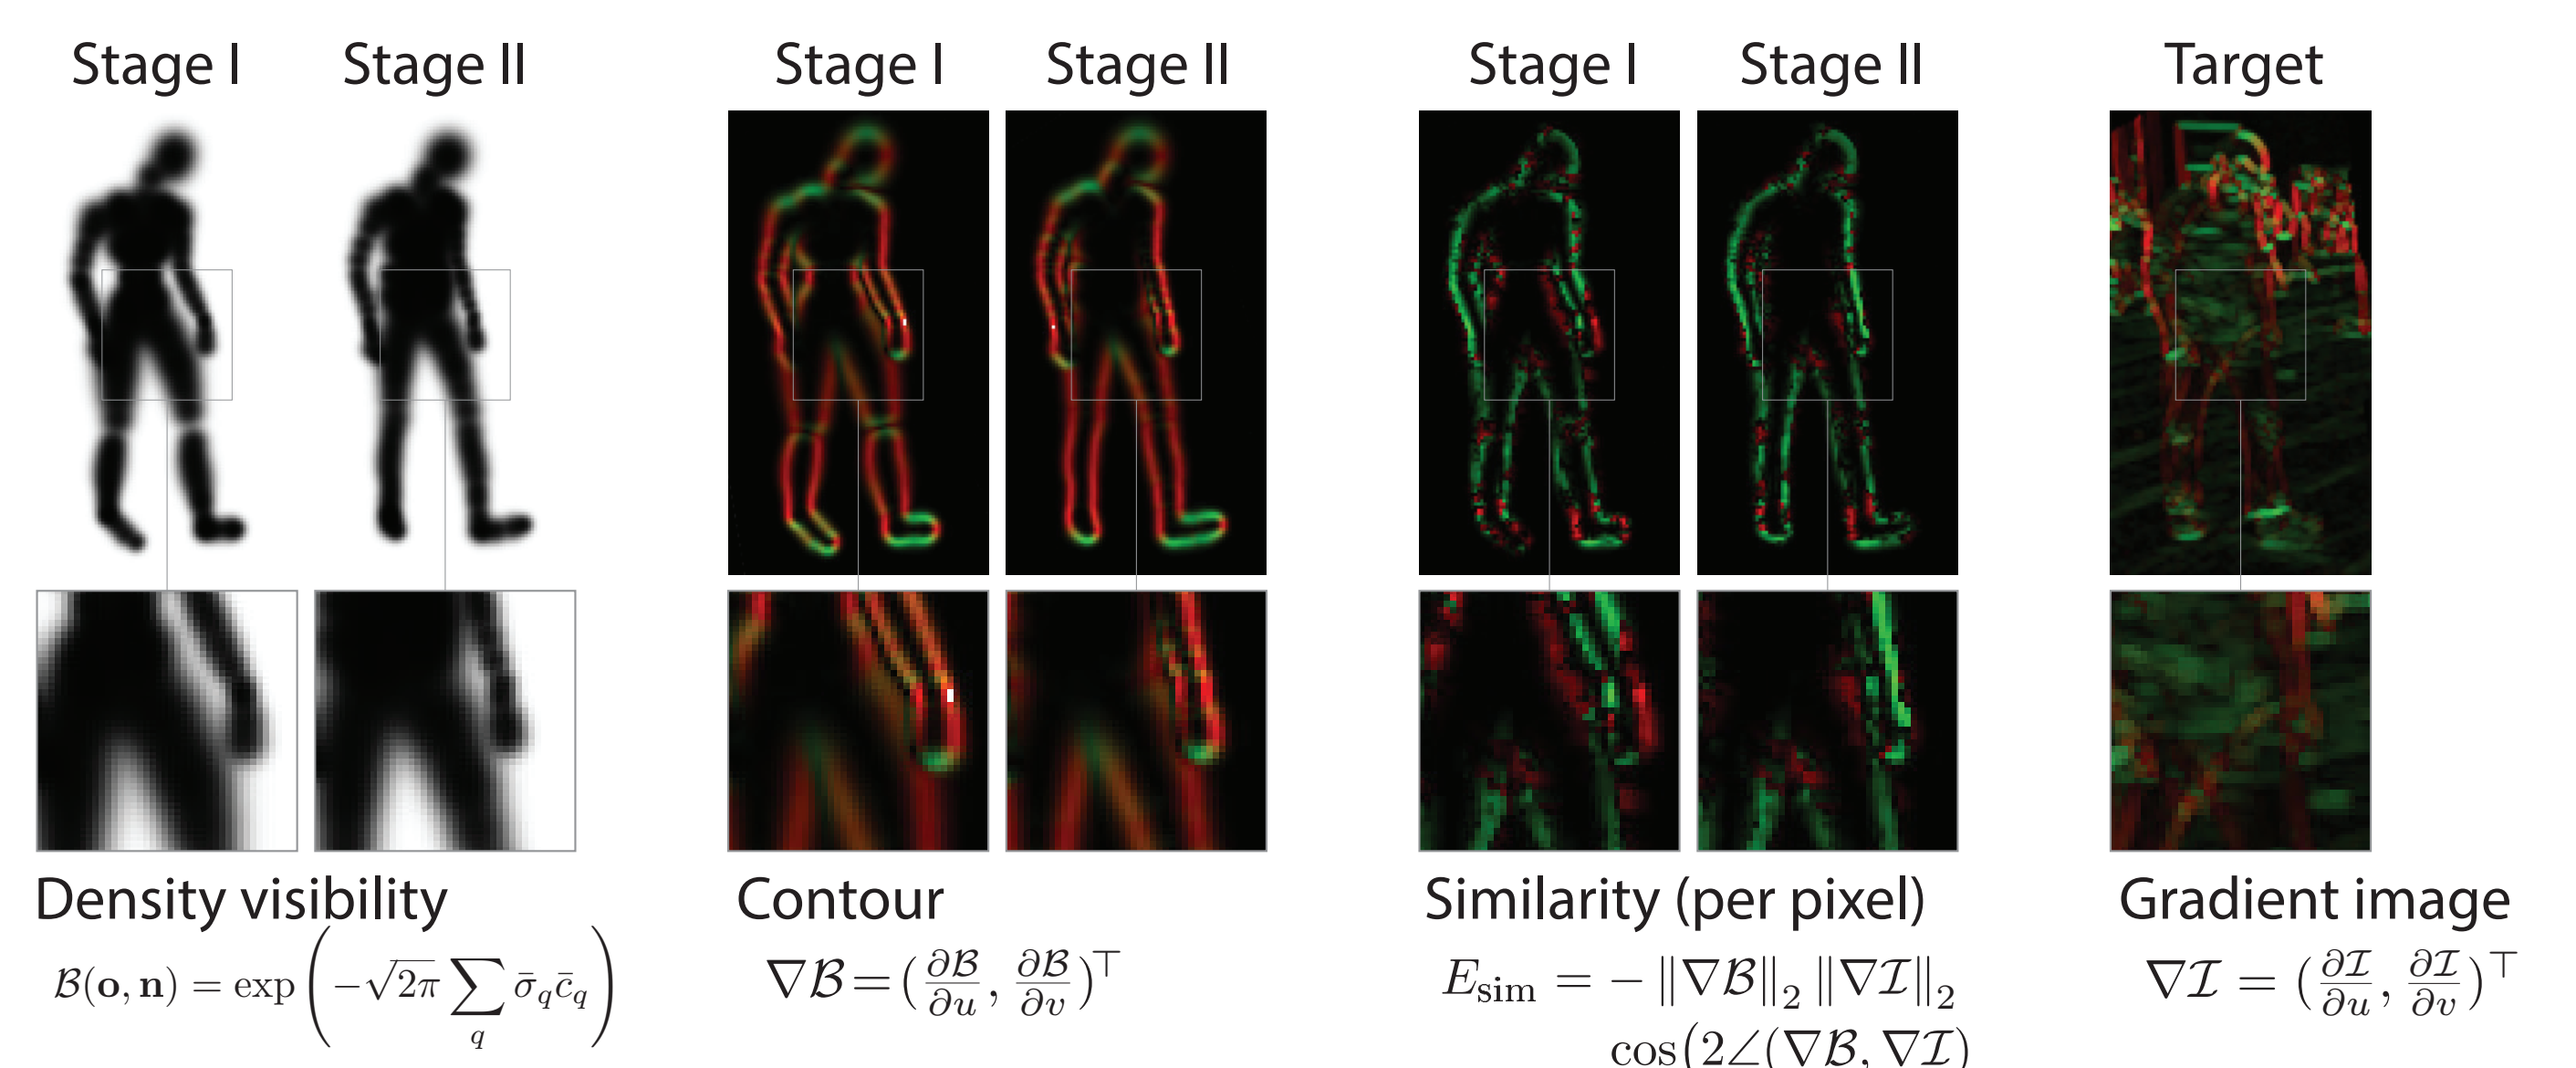 Stage I Stage II Stage I Stage II Stage I Stage II Target
Density visibility Contour Similarity (per pixel) Gradient image
ℬ(𝐨, 𝐧) = exp(−√2π ∑_q σ̄_q c̄_q) ∇ℬ=(∂ℬ/∂u, ∂ℬ/∂v)^⊤ E_sim = − ‖∇ℬ‖₂ ‖∇ℐ‖₂ ∇ℐ = (∂ℐ/∂u, ∂ℐ/∂v)^⊤
cos(2∠(∇ℬ, ∇ℐ)